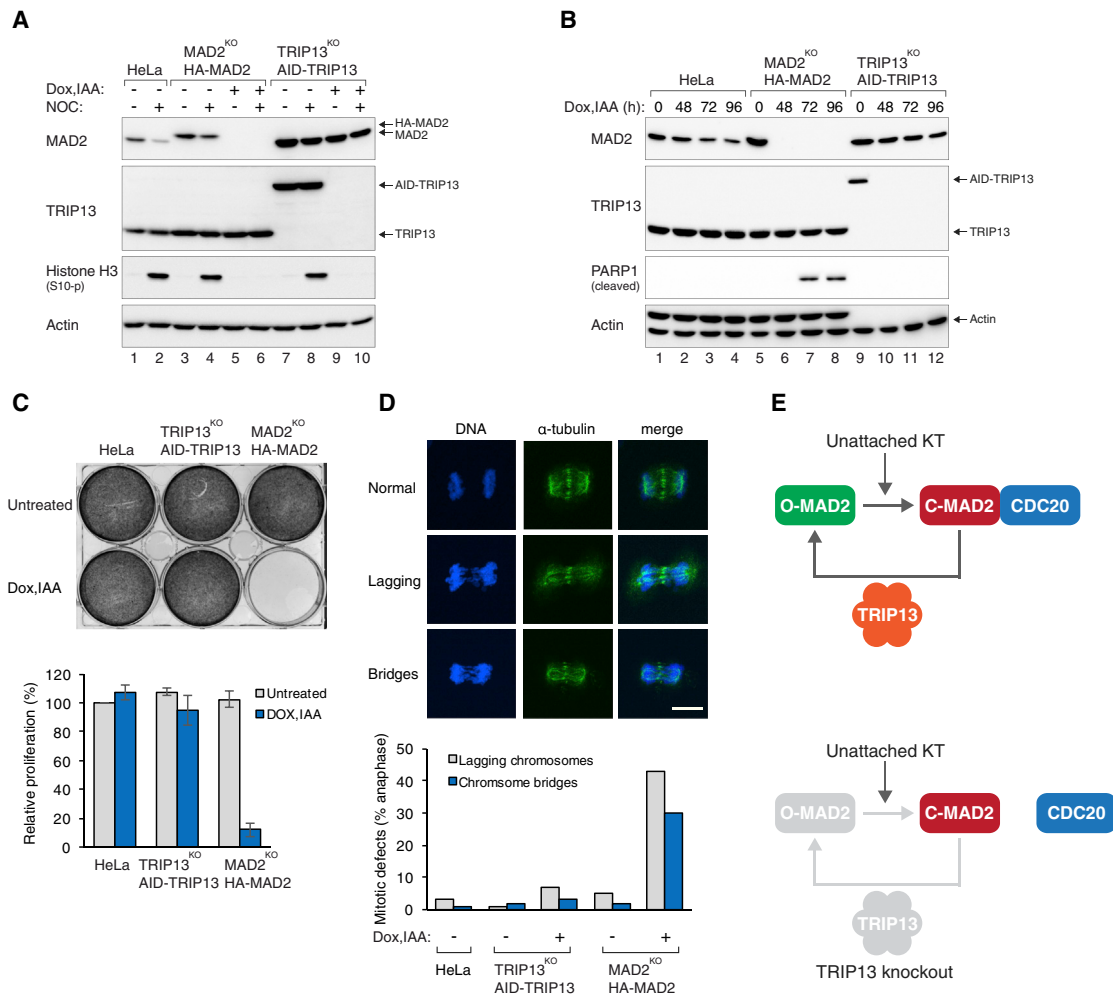 A
MAD2KO
HA-MAD2
TRIP13KO
AID-TRIP13
HeLa
Dox,IAA: - - - - + + - - + +
NOC: - + - + - + - + - +
MAD2
HA-MAD2
MAD2
TRIP13
AID-TRIP13
TRIP13
Histone H3
(S10-p)
Actin
1 2 3 4 5 6 7 8 9 10
B
HeLa
MAD2KO
HA-MAD2
TRIP13KO
AID-TRIP13
Dox,IAA (h): 0 48 72 96 0 48 72 96 0 48 72 96
MAD2
TRIP13
AID-TRIP13
TRIP13
PARP1
(cleaved)
Actin
Actin
1 2 3 4 5 6 7 8 9 10 11 12
C
HeLa
TRIP13KO
AID-TRIP13
MAD2KO
HA-MAD2
Untreated
Dox,IAA
Relative proliferation (%)
120
100
80
60
40
20
0
Untreated
DOX,IAA
HeLa
TRIP13KO
AID-TRIP13
MAD2KO
HA-MAD2
D
DNA α-tubulin merge
Normal
Lagging
Bridges
Mitotic defects (% anaphase)
50
40
30
20
10
0
Lagging chromosomes
Chromsome bridges
Dox,IAA: - - + - +
HeLa
TRIP13KO
AID-TRIP13
MAD2KO
HA-MAD2
E
Unattached KT
O-MAD2
C-MAD2
CDC20
TRIP13
Unattached KT
O-MAD2
C-MAD2
CDC20
TRIP13
TRIP13 knockout